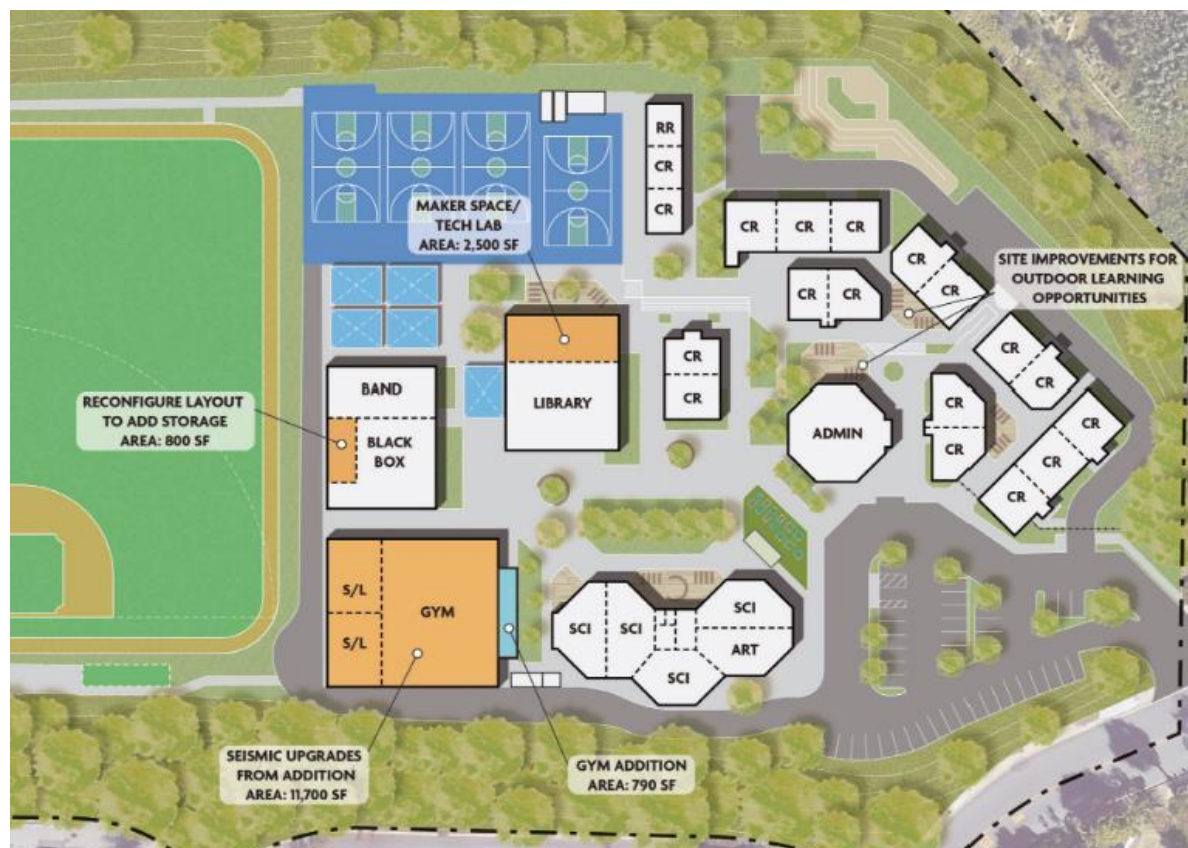 RR
CR
CR
MAKER SPACE/
TECH LAB
AREA: 2,500 SF
CR
CR
CR
CR
CR
SITE IMPROVEMENTS FOR
OUTDOOR LEARNING
OPPORTUNITIES
CR
CR
CR
CR
CR
CR
BAND
BLACK
BOX
LIBRARY
RECONFIGURE LAYOUT
TO ADD STORAGE
AREA: 800 SF
ADMIN
CR
CR
CR
CR
CR
S/L
S/L
GYM
SCI
SCI
SCI
ART
SCI
SEISMIC UPGRADES
FROM ADDITION
AREA: 11,700 SF
GYM ADDITION
AREA: 790 SF